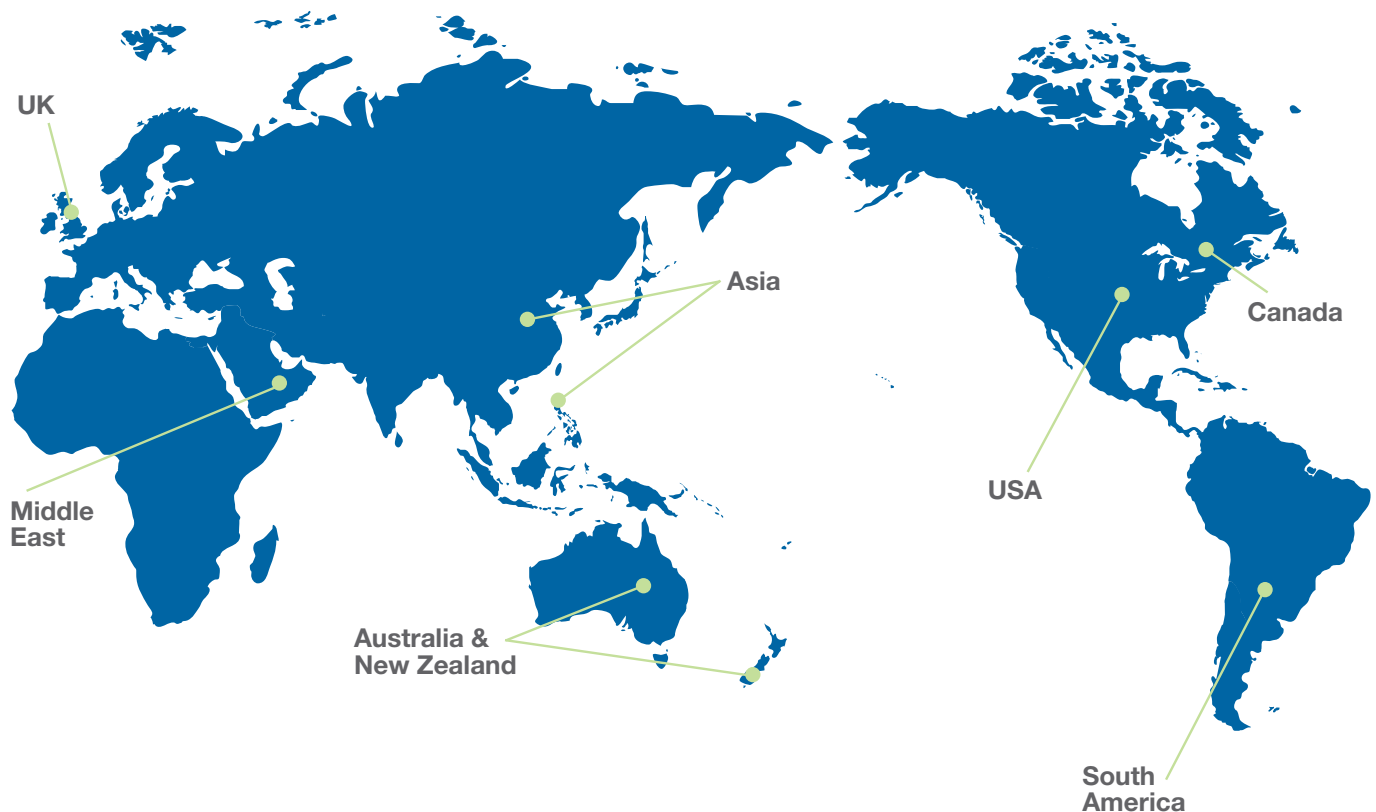 UK
Asia
Canada
USA
Middle
East
Australia &
New Zealand
South
America